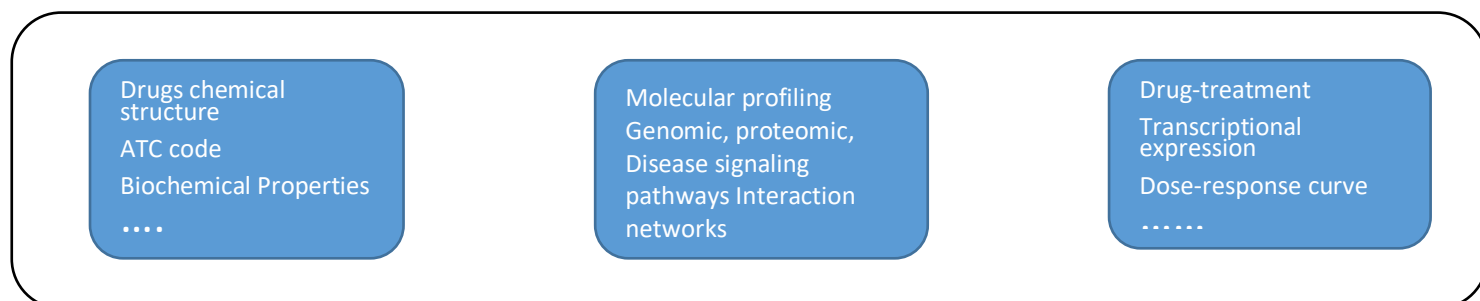 Drugs chemical
structure
ATC code
Biochemical Properties
....
Molecular profiling
Genomic, proteomic,
Disease signaling
pathways Interaction
networks
Drug-treatment
Transcriptional
expression
Dose-response curve
......